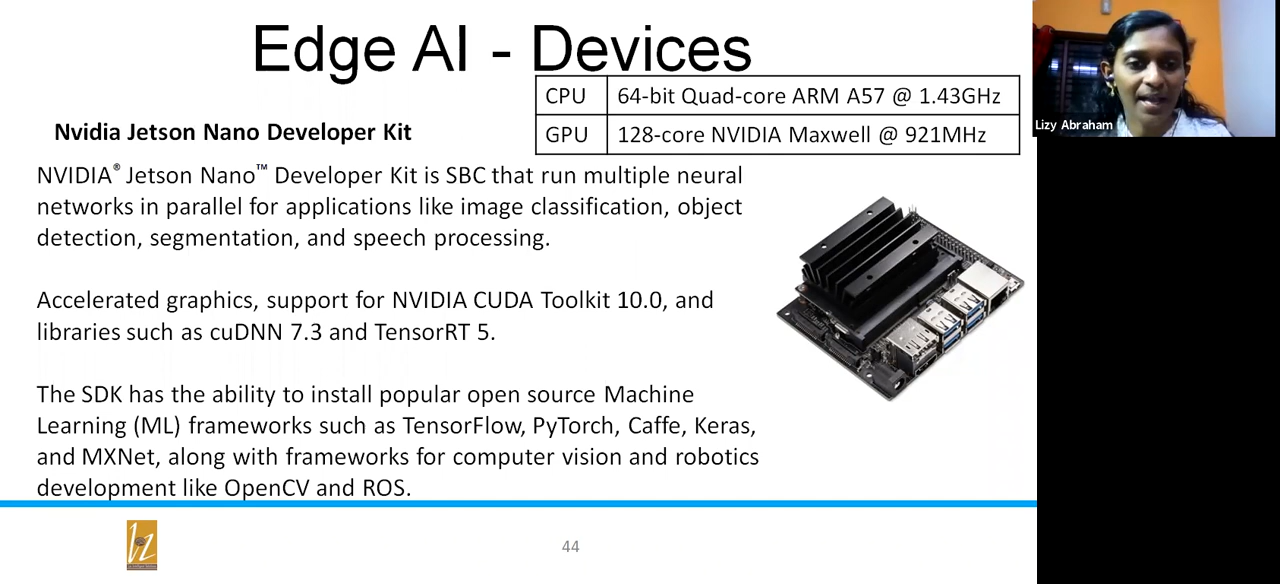 Edge AI - Devices
CPU 64-bit Quad-core ARM A57 @ 1.43GHz
GPU 128-core NVIDIA Maxwell @ 921MHz
Nvidia Jetson Nano Developer Kit
NVIDIA® Jetson Nano™ Developer Kit is SBC that run multiple neural
networks in parallel for applications like image classification, object
detection, segmentation, and speech processing.
Accelerated graphics, support for NVIDIA CUDA Toolkit 10.0, and
libraries such as cuDNN 7.3 and TensorRT 5.
The SDK has the ability to install popular open source Machine
Learning (ML) frameworks such as TensorFlow, PyTorch, Caffe, Keras,
and MXNet, along with frameworks for computer vision and robotics
development like OpenCV and ROS.
44
Lizy Abraham